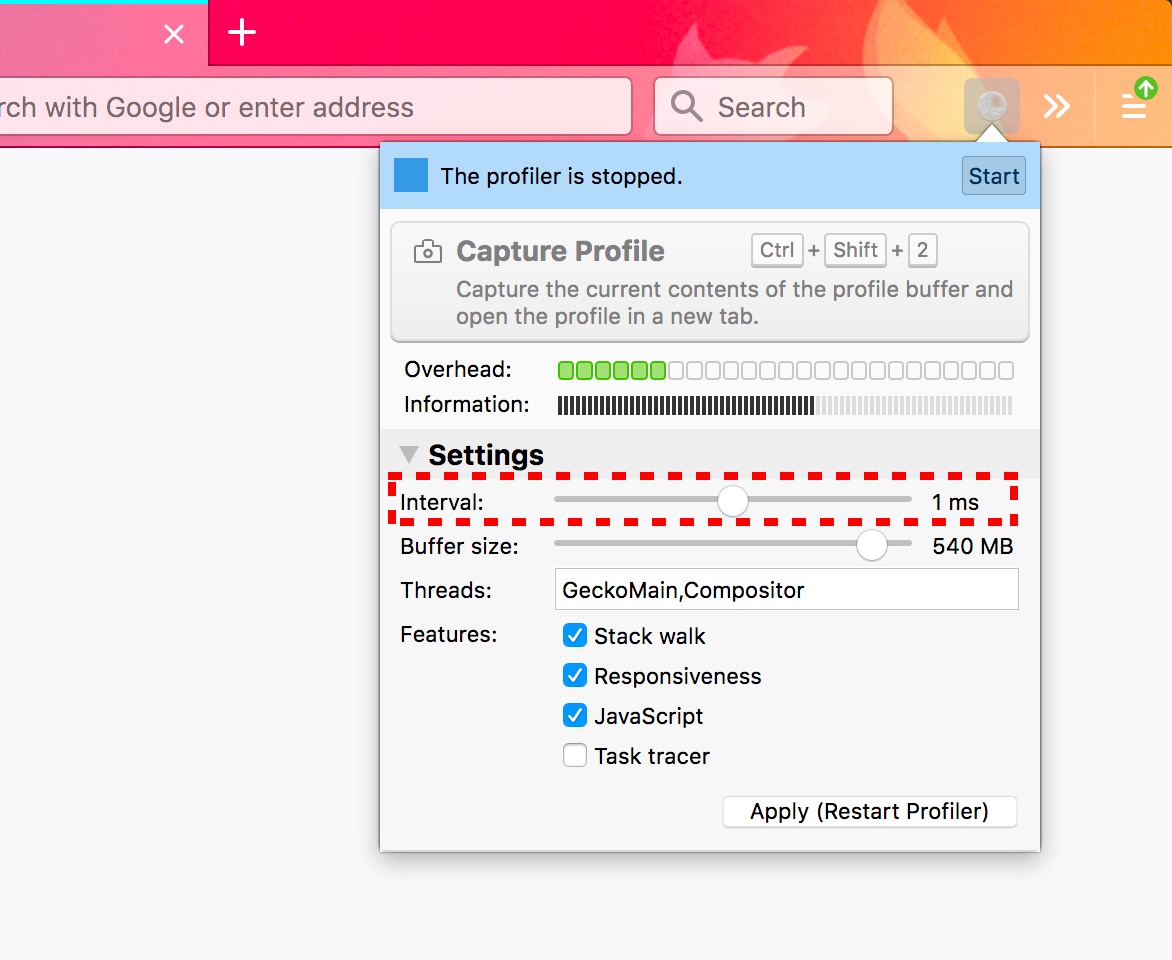 rch with Google or enter address
Search
The profiler is stopped.
Start
Capture Profile
Ctrl + Shift + 2
Capture the current contents of the profile buffer and
open the profile in a new tab.
Overhead:
Information:
Settings
Interval:
1 ms
Buffer size:
540 MB
Threads:
GeckoMain,Compositor
Features:
Stack walk
Responsiveness
JavaScript
Task tracer
Apply (Restart Profiler)